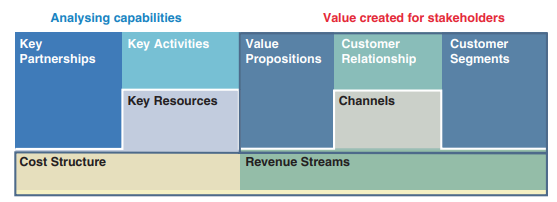 Analysing capabilities
Value created for stakeholders
Key
Partnerships
Key Activities
Key Resources
Value
Propositions
Customer
Relationship
Channels
Customer
Segments
Cost Structure
Revenue Streams